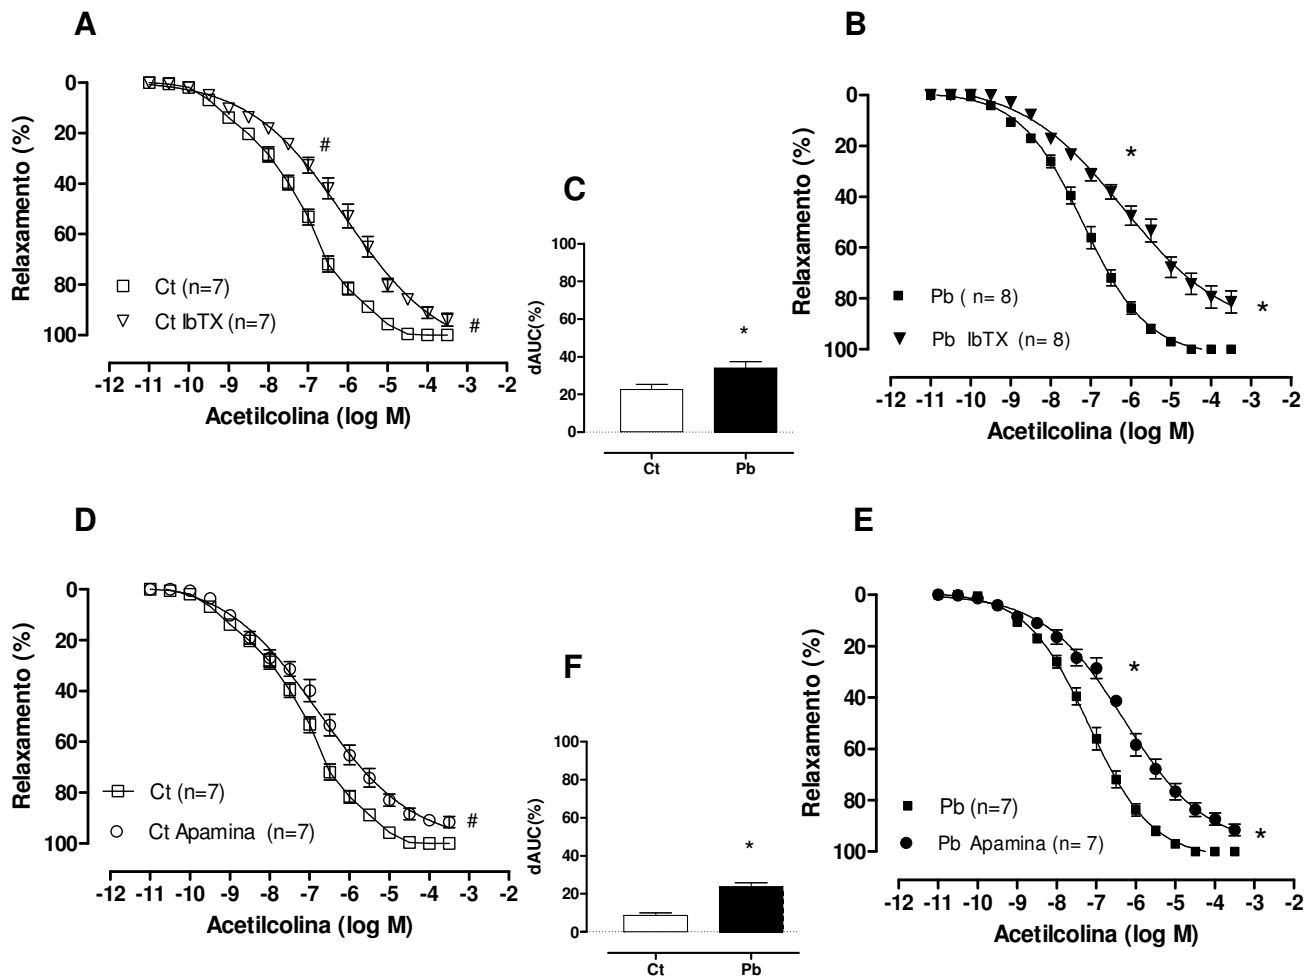 A
Relaxamento (%)
0
20
40
60
80
100
#
#
Ct (n=7)
Ct IbTX (n=7)
-12 -11 -10 -9 -8 -7 -6 -5 -4 -3 -2
Acetilcolina (log M)
B
Relaxamento (%)
0
20
40
60
80
100
*
*
Pb ( n= 8)
Pb IbTX (n= 8)
-12 -11 -10 -9 -8 -7 -6 -5 -4 -3 -2
Acetilcolina (log M)
C
dAUC(%)
100
80
60
40
20
0
*
Ct Pb
D
Relaxamento (%)
0
20
40
60
80
100
#
Ct (n=7)
Ct Apamina (n=7)
-12 -11 -10 -9 -8 -7 -6 -5 -4 -3 -2
Acetilcolina (log M)
E
Relaxamento (%)
0
20
40
60
80
100
*
*
Pb (n=7)
Pb Apamina (n= 7)
-12 -11 -10 -9 -8 -7 -6 -5 -4 -3 -2
Acetilcolina (log M)
F
dAUC(%)
100
80
60
40
20
0
*
Ct Pb